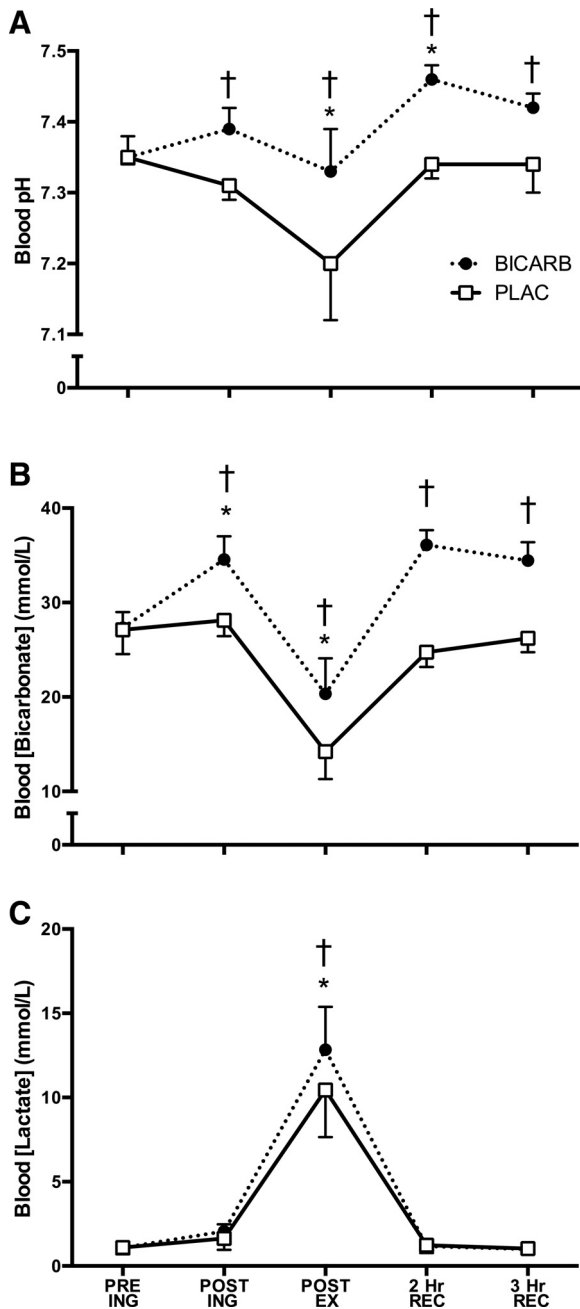 A
7.5
† † † †
* *
7.4
Blood pH
7.3
BICARB
PLAC
7.2
7.1
0
B
40
† † † †
* *
30
Blood [Bicarbonate] (mmol/L)
20
10
0
C
20
†
*
15
Blood [Lactate] (mmol/L)
10
5
0
PRE POST POST 2 Hr 3 Hr
ING ING EX REC REC